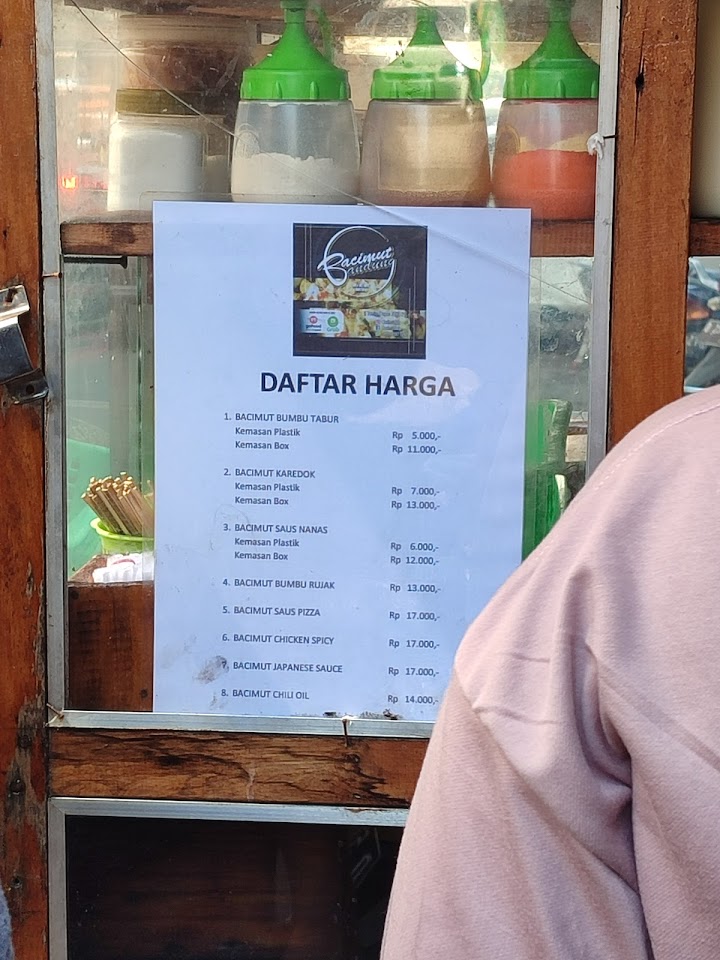 Bacimut
Bandung
gofood
Grab
DAFTAR HARGA
1. BACIMUT BUMBU TABUR
Kemasan Plastik Rp 5.000,-
Kemasan Box Rp 11.000,-
2. BACIMUT KAREDOK
Kemasan Plastik Rp 7.000,-
Kemasan Box Rp 13.000,-
3. BACIMUT SAUS NANAS
Kemasan Plastik Rp 6.000,-
Kemasan Box Rp 12.000,-
4. BACIMUT BUMBU RUJAK Rp 13.000,-
5. BACIMUT SAUS PIZZA Rp 17.000,-
6. BACIMUT CHICKEN SPICY Rp 17.000,-
7. BACIMUT JAPANESE SAUCE Rp 17.000,-
8. BACIMUT CHILI OIL Rp 14.000,-